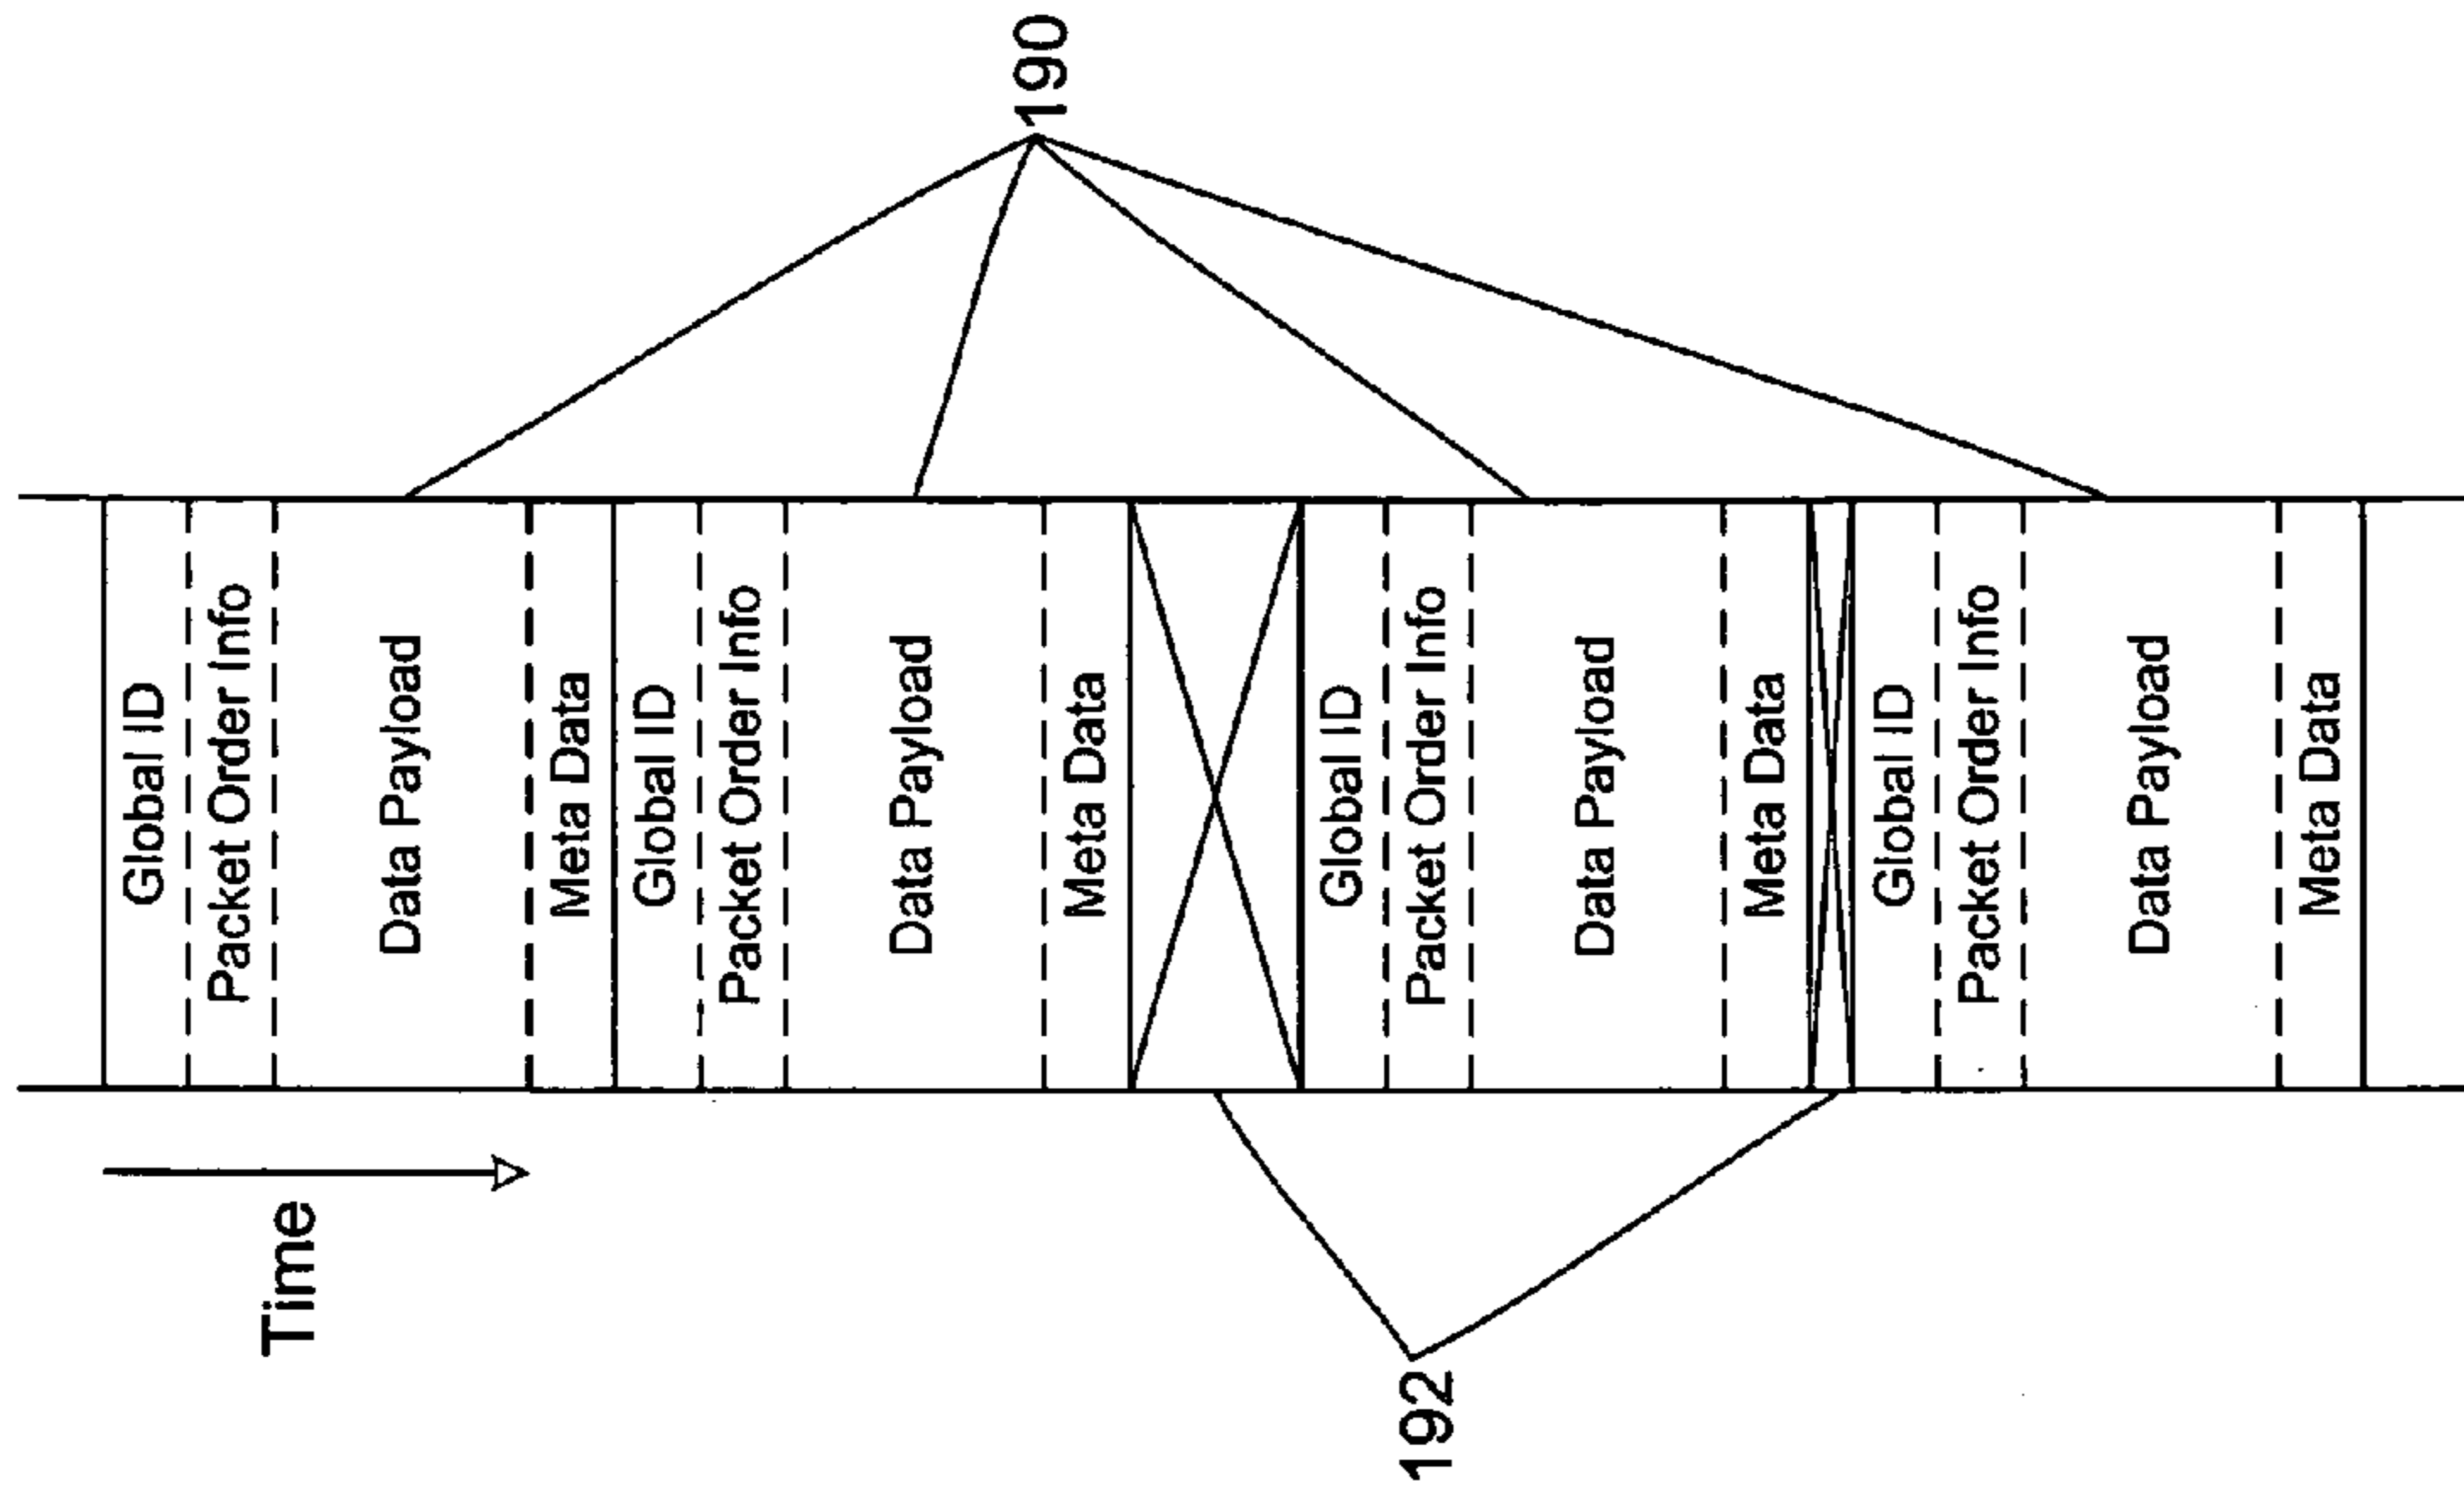 190
Global ID
Packet Order Info
Data Payload
Meta Data
Global ID
Packet Order Info
Data Payload
Meta Data
Global ID
Packet Order Info
Data Payload
Meta Data
Global ID
Packet Order Info
Data Payload
Meta Data
Time
192